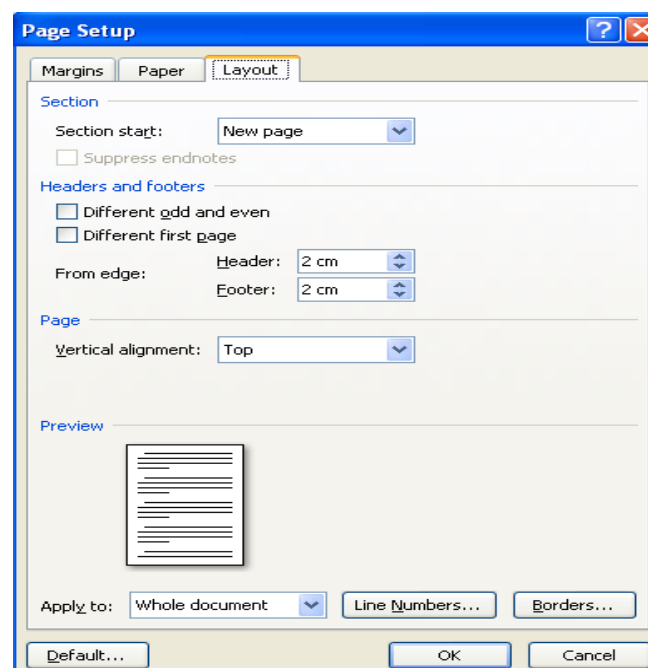 Page Setup
Margins Paper Layout
Section
Section start: New page
Suppress endnotes
Headers and footers
Different odd and even
Different first page
From edge: Header: 2 cm
Footer: 2 cm
Page
Vertical alignment: Top
Preview
Apply to: Whole document Line Numbers... Borders...
Default... OK Cancel